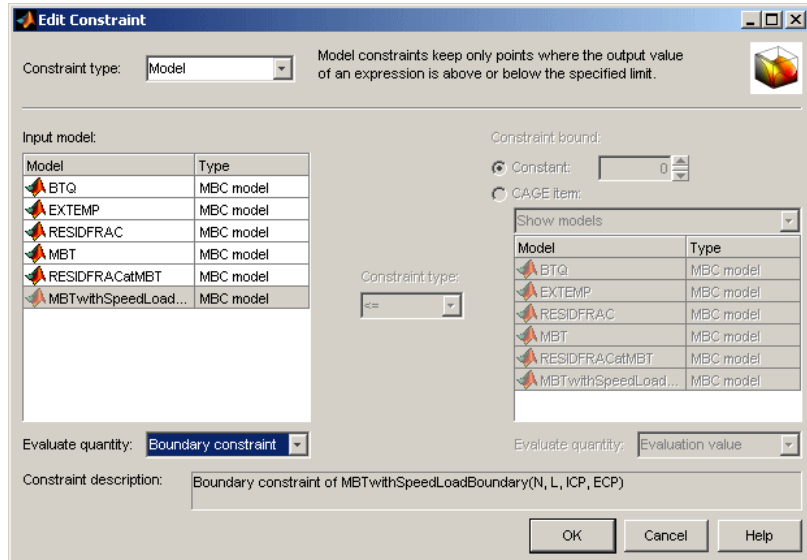 Edit Constraint
Constraint type: Model
Model constraints keep only points where the output value
of an expression is above or below the specified limit.
Input model:
Model Type
BTQ MBC model
EXTEMP MBC model
RESIDFRAC MBC model
MBT MBC model
RESIDFRACatMBT MBC model
MBTwithSpeedLoad... MBC model
Evaluate quantity: Boundary constraint
Constraint type:
<=
Constraint bound:
Constant: 0
CAGE item:
Show models
Model Type
BTQ MBC model
EXTEMP MBC model
RESIDFRAC MBC model
MBT MBC model
RESIDFRACatMBT MBC model
MBTwithSpeedLoad... MBC model
Evaluate quantity: Evaluation value
Constraint description: Boundary constraint of MBTwithSpeedLoadBoundary(N, L, ICP, ECP)
OK Cancel Help